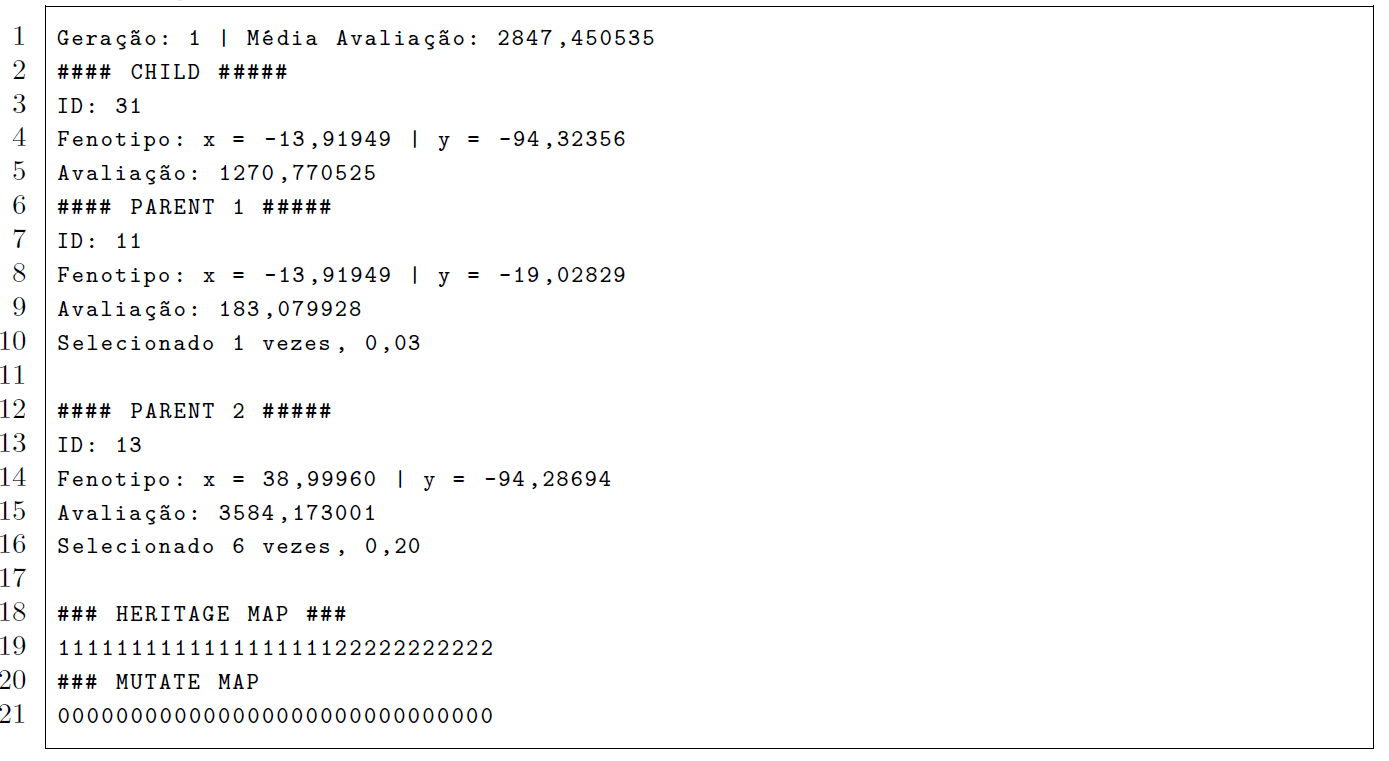 1 Geração: 1 | Média Avaliação: 2847,450535
2 #### CHILD #####
3 ID: 31
4 Fenotipo: x = -13,91949 | y = -94,32356
5 Avaliação: 1270,770525
6 #### PARENT 1 #####
7 ID: 11
8 Fenotipo: x = -13,91949 | y = -19,02829
9 Avaliação: 183,079928
10 Selecionado 1 vezes, 0,03
11
12 #### PARENT 2 #####
13 ID: 13
14 Fenotipo: x = 38,99960 | y = -94,28694
15 Avaliação: 3584,173001
16 Selecionado 6 vezes, 0,20
17
18 ### HERITAGE MAP ###
19 111111111111111111122222222222
20 ### MUTATE MAP
21 000000000000000000000000000000